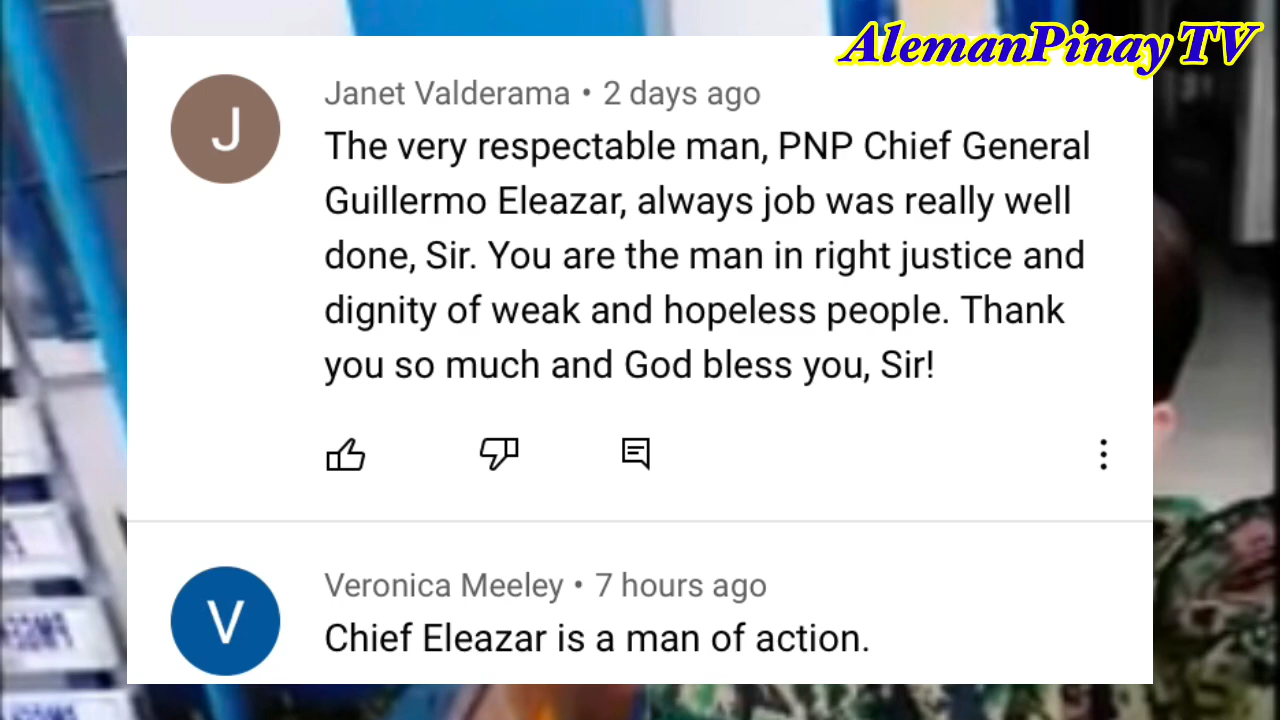 AlemanPinay TV
J
Janet Valderama • 2 days ago
The very respectable man, PNP Chief General
Guillermo Eleazar, always job was really well
done, Sir. You are the man in right justice and
dignity of weak and hopeless people. Thank
you so much and God bless you, Sir!
V
Veronica Meeley • 7 hours ago
Chief Eleazar is a man of action.